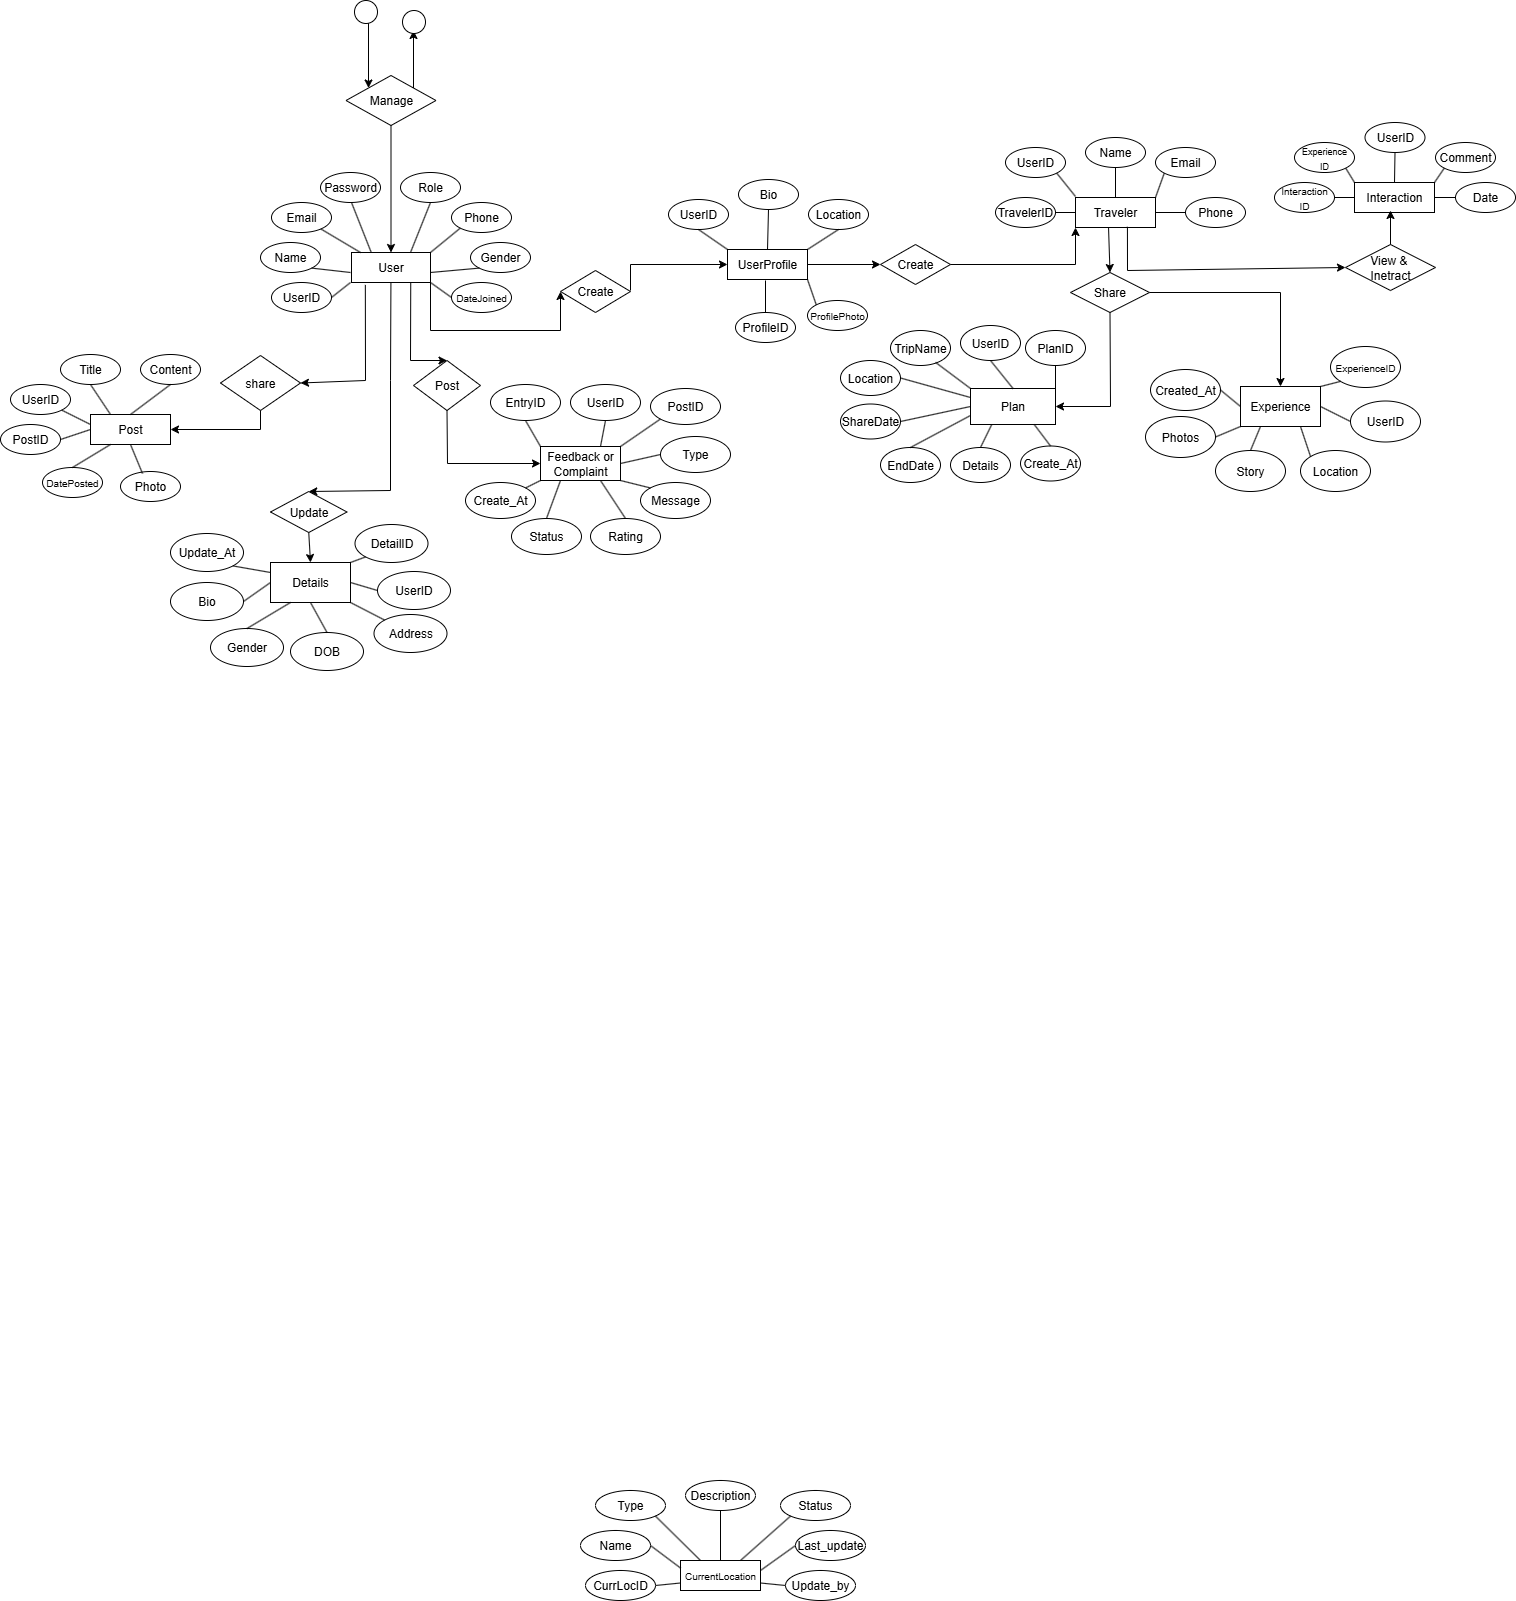 Manage
Password
Role
Email
Phone
Name
User
Gender
UserID
DateJoined
Create
UserID
Bio
Location
UserProfile
ProfileID
ProfilePhoto
Create
UserID
Name
Email
TravelerID
Traveler
Phone
UserID
Experience
ID
Comment
Interaction
ID
Interaction
Date
View &
Inetract
Share
Title
Content
share
UserID
Post
PostID
DatePosted
Photo
Post
EntryID
UserID
PostID
Feedback or
Complaint
Type
Create_At
Message
Status
Rating
TripName
UserID
PlanID
Location
Plan
ShareDate
EndDate
Details
Create_At
ExperienceID
Created_At
Experience
UserID
Photos
Story
Location
Update
Update_At
DetailID
Details
UserID
Bio
Address
Gender
DOB
Description
Type
Status
Name
Last_update
CurrentLocation
CurrLocID
Update_by